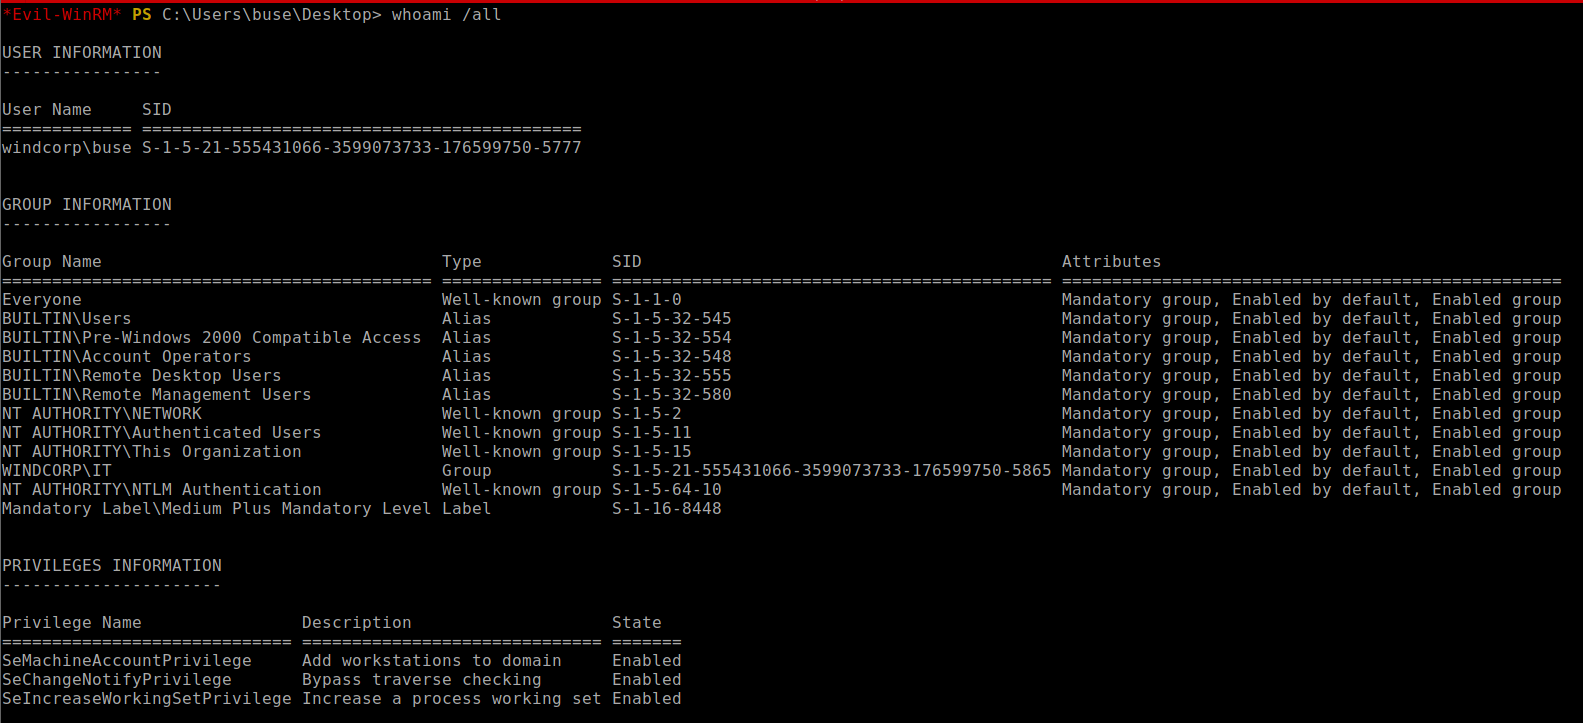 *Evil-WinRM* PS C:\Users\buse\Desktop> whoami /all
USER INFORMATION
----------------
User Name     SID
============= ============================================
windcorp\buse S-1-5-21-555431066-3599073733-176599750-5777
GROUP INFORMATION
-----------------
Group Name                                  Type             SID                                          Attributes
=========================================== ================ ============================================ ==================================================
Everyone                                    Well-known group S-1-1-0                                      Mandatory group, Enabled by default, Enabled group
BUILTIN\Users                               Alias            S-1-5-32-545                                 Mandatory group, Enabled by default, Enabled group
BUILTIN\Pre-Windows 2000 Compatible Access  Alias            S-1-5-32-554                                 Mandatory group, Enabled by default, Enabled group
BUILTIN\Account Operators                   Alias            S-1-5-32-548                                 Mandatory group, Enabled by default, Enabled group
BUILTIN\Remote Desktop Users                Alias            S-1-5-32-555                                 Mandatory group, Enabled by default, Enabled group
BUILTIN\Remote Management Users             Alias            S-1-5-32-580                                 Mandatory group, Enabled by default, Enabled group
NT AUTHORITY\NETWORK                        Well-known group S-1-5-2                                      Mandatory group, Enabled by default, Enabled group
NT AUTHORITY\Authenticated Users            Well-known group S-1-5-11                                     Mandatory group, Enabled by default, Enabled group
NT AUTHORITY\This Organization              Well-known group S-1-5-15                                     Mandatory group, Enabled by default, Enabled group
WINDCORP\IT                                 Group            S-1-5-21-555431066-3599073733-176599750-5865 Mandatory group, Enabled by default, Enabled group
NT AUTHORITY\NTLM Authentication            Well-known group S-1-5-64-10                                  Mandatory group, Enabled by default, Enabled group
Mandatory Label\Medium Plus Mandatory Level Label            S-1-16-8448
PRIVILEGES INFORMATION
----------------------
Privilege Name                Description                    State
============================= ============================== =======
SeMachineAccountPrivilege     Add workstations to domain     Enabled
SeChangeNotifyPrivilege       Bypass traverse checking       Enabled
SeIncreaseWorkingSetPrivilege Increase a process working set Enabled